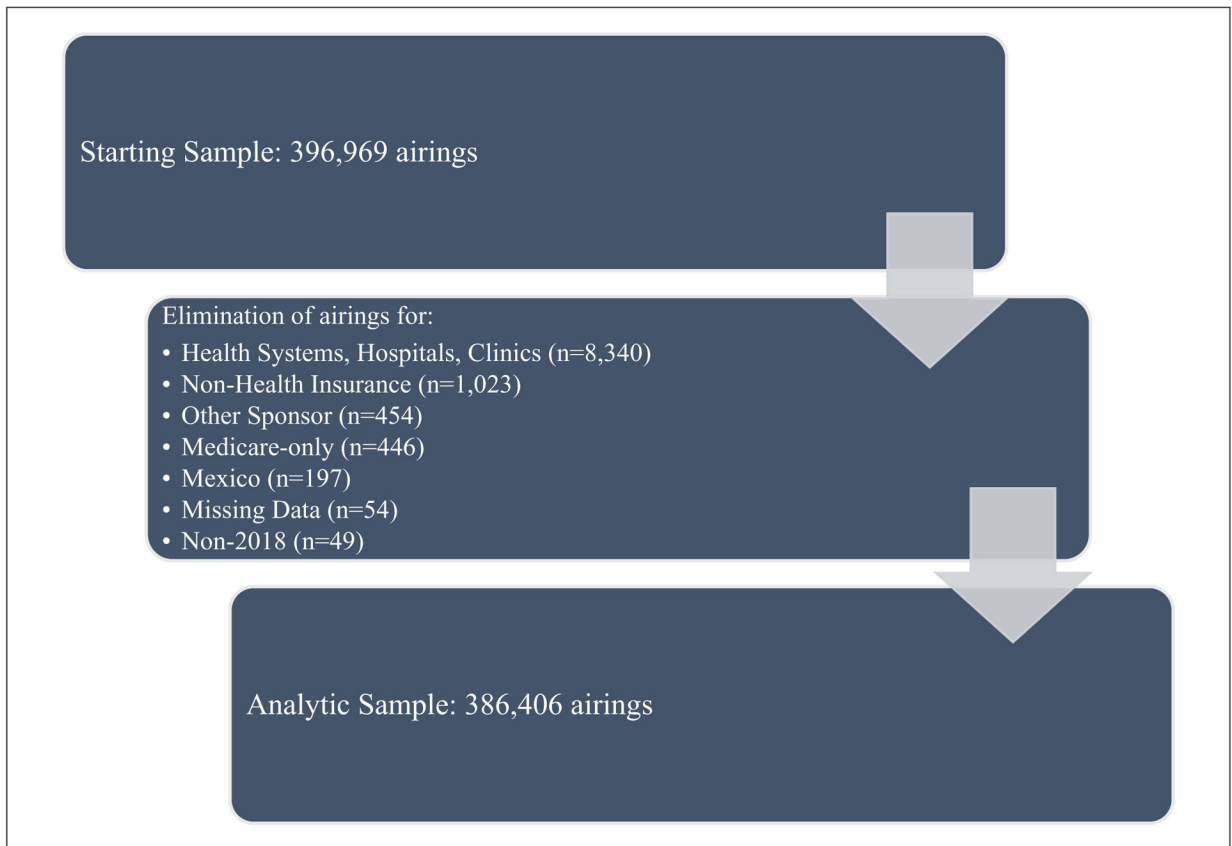 Starting Sample: 396,969 airings
Elimination of airings for:
• Health Systems, Hospitals, Clinics (n=8,340)
• Non-Health Insurance (n=1,023)
• Other Sponsor (n=454)
• Medicare-only (n=446)
• Mexico (n=197)
• Missing Data (n=54)
• Non-2018 (n=49)
Analytic Sample: 386,406 airings